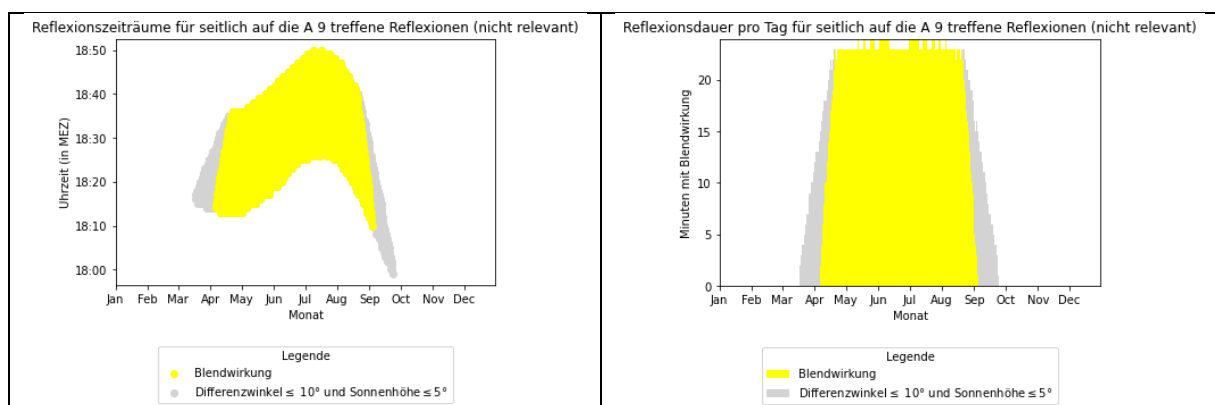 Reflexionszeiträume für seitlich auf die A 9 treffene Reflexionen (nicht relevant)
18:50
18:40
18:30
18:20
18:10
18:00
Uhrzeit (in MEZ)
Jan Feb Mar Apr May Jun Jul Aug Sep Oct Nov Dec
Monat
Legende
Blendwirkung
Differenzwinkel ≤ 10° und Sonnenhöhe ≤ 5°
Reflexionsdauer pro Tag für seitlich auf die A 9 treffene Reflexionen (nicht relevant)
20
15
10
5
0
Minuten mit Blendwirkung
Jan Feb Mar Apr May Jun Jul Aug Sep Oct Nov Dec
Monat
Legende
Blendwirkung
Differenzwinkel ≤ 10° und Sonnenhöhe ≤ 5°